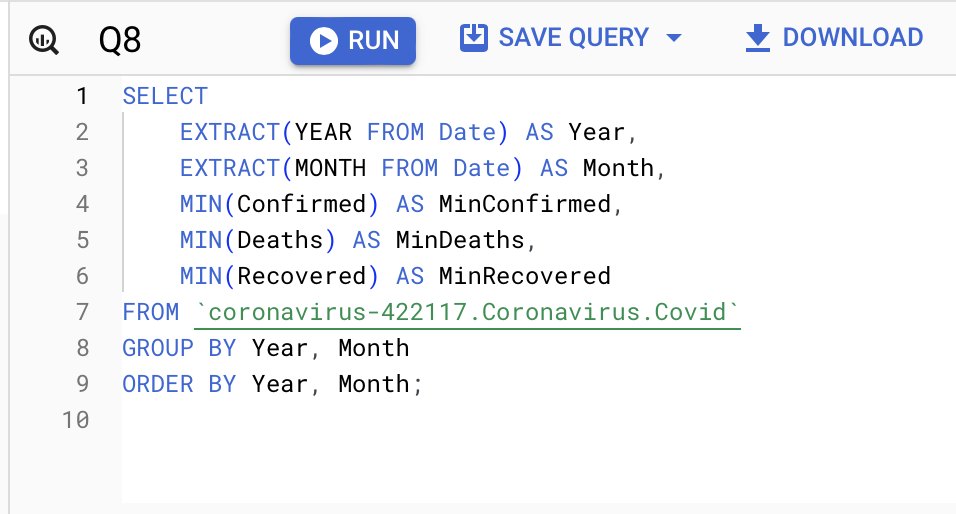 Q8 RUN SAVE QUERY DOWNLOAD
1 SELECT
2 EXTRACT(YEAR FROM Date) AS Year,
3 EXTRACT(MONTH FROM Date) AS Month,
4 MIN(Confirmed) AS MinConfirmed,
5 MIN(Deaths) AS MinDeaths,
6 MIN(Recovered) AS MinRecovered
7 FROM `coronavirus-422117.Coronavirus.Covid`
8 GROUP BY Year, Month
9 ORDER BY Year, Month;
10